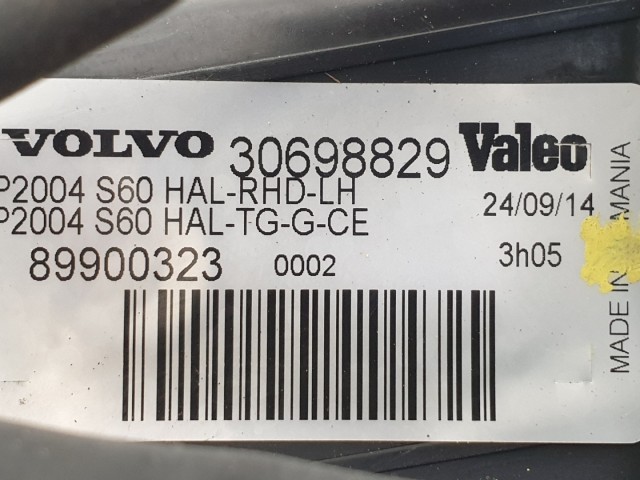 VOLVO 30698829 Valeo
P2004 S60 HAL-RHD-LH
P2004 S60 HAL-TG-G-CE
24/09/14
89900323 0002
3h05
MADE IN MANIA